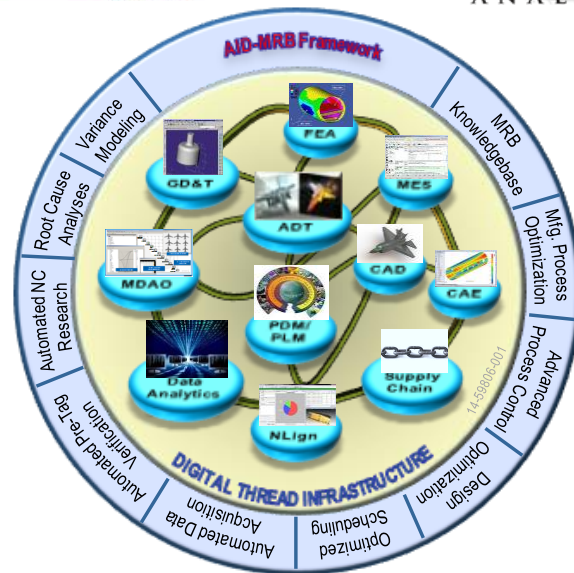 A N A L
AID-MRB Framework
MRB
Knowledgebase
Mfg. Process
Optimization
Advanced
Process Control
Design
Optimization
Optimized
Scheduling
Automated Data
Acquisition
Automated Pre-Tag
Verification
Automated NC
Research
Root Cause
Analyses
Variance
Modeling
FEA
GD&T
MES
ADT
MDAO
CAD
CAE
PDM/
PLM
Data
Analytics
Supply
Chain
NLign
14-59806-001
DIGITAL THREAD INFRASTRUCTURE